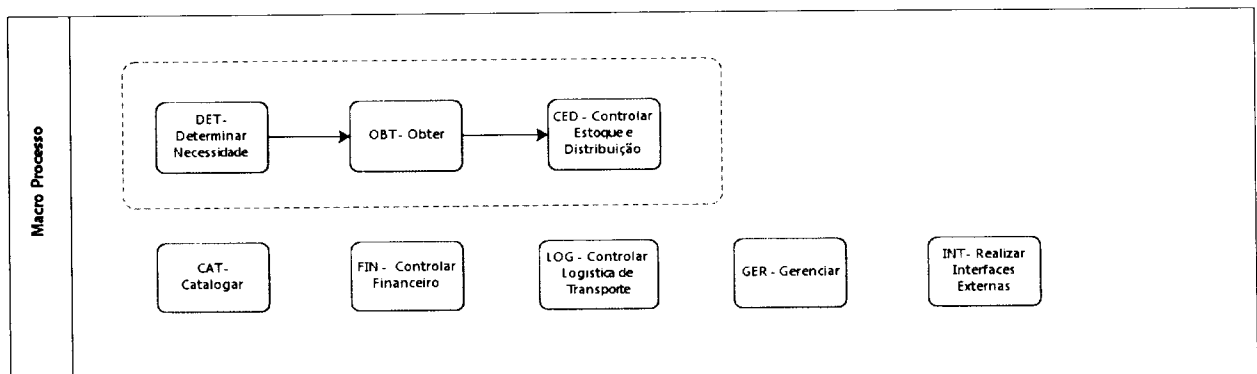 Macro Processo
DET-
Determinar
Necessidade
OBT - Obter
CED - Controlar
Estoque e
Distribuição
CAT-
Catalogar
FIN - Controlar
Financeiro
LOG - Controlar
Logística de
Transporte
GER - Gerenciar
INT- Realizar
Interfaces
Externas